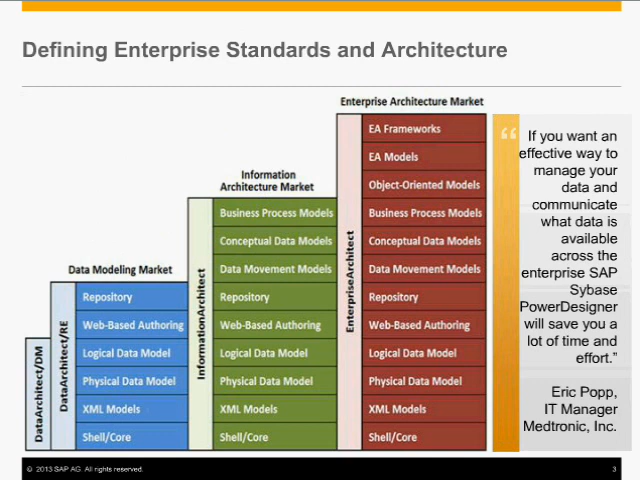 Defining Enterprise Standards and Architecture
Enterprise Architecture Market
EA Frameworks
EA Models
Object-Oriented Models
Business Process Models
Conceptual Data Models
Data Movement Models
Repository
Web-Based Authoring
Logical Data Model
Physical Data Model
XML Models
Shell/Core
EnterpriseArchitect
Information
Architecture Market
Business Process Models
Conceptual Data Models
Data Movement Models
Repository
Web-Based Authoring
Logical Data Model
Physical Data Model
XML Models
Shell/Core
InformationArchitect
Data Modeling Market
Repository
Web-Based Authoring
Logical Data Model
Physical Data Model
XML Models
Shell/Core
DataArchitect/RE
DataArchitect/DM
“
If you want an
effective way to
manage your
data and
communicate
what data is
available
across the
enterprise SAP
Sybase
PowerDesigner
will save you a
lot of time and
effort.”
Eric Popp,
IT Manager
Medtronic, Inc.
© 2013 SAP AG. All rights reserved.
3